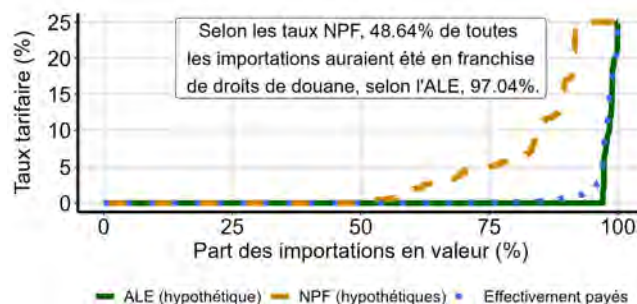 Selon les taux NPF, 48.64% de toutes
les importations auraient été en franchise
de droits de douane, selon l'ALE, 97.04%.
Taux tarifaire (%)
25
20
15
10
5
0
0 25 50 75 100
Part des importations en valeur (%)
ALE (hypothétique) NPF (hypothétiques) Effectivement payés